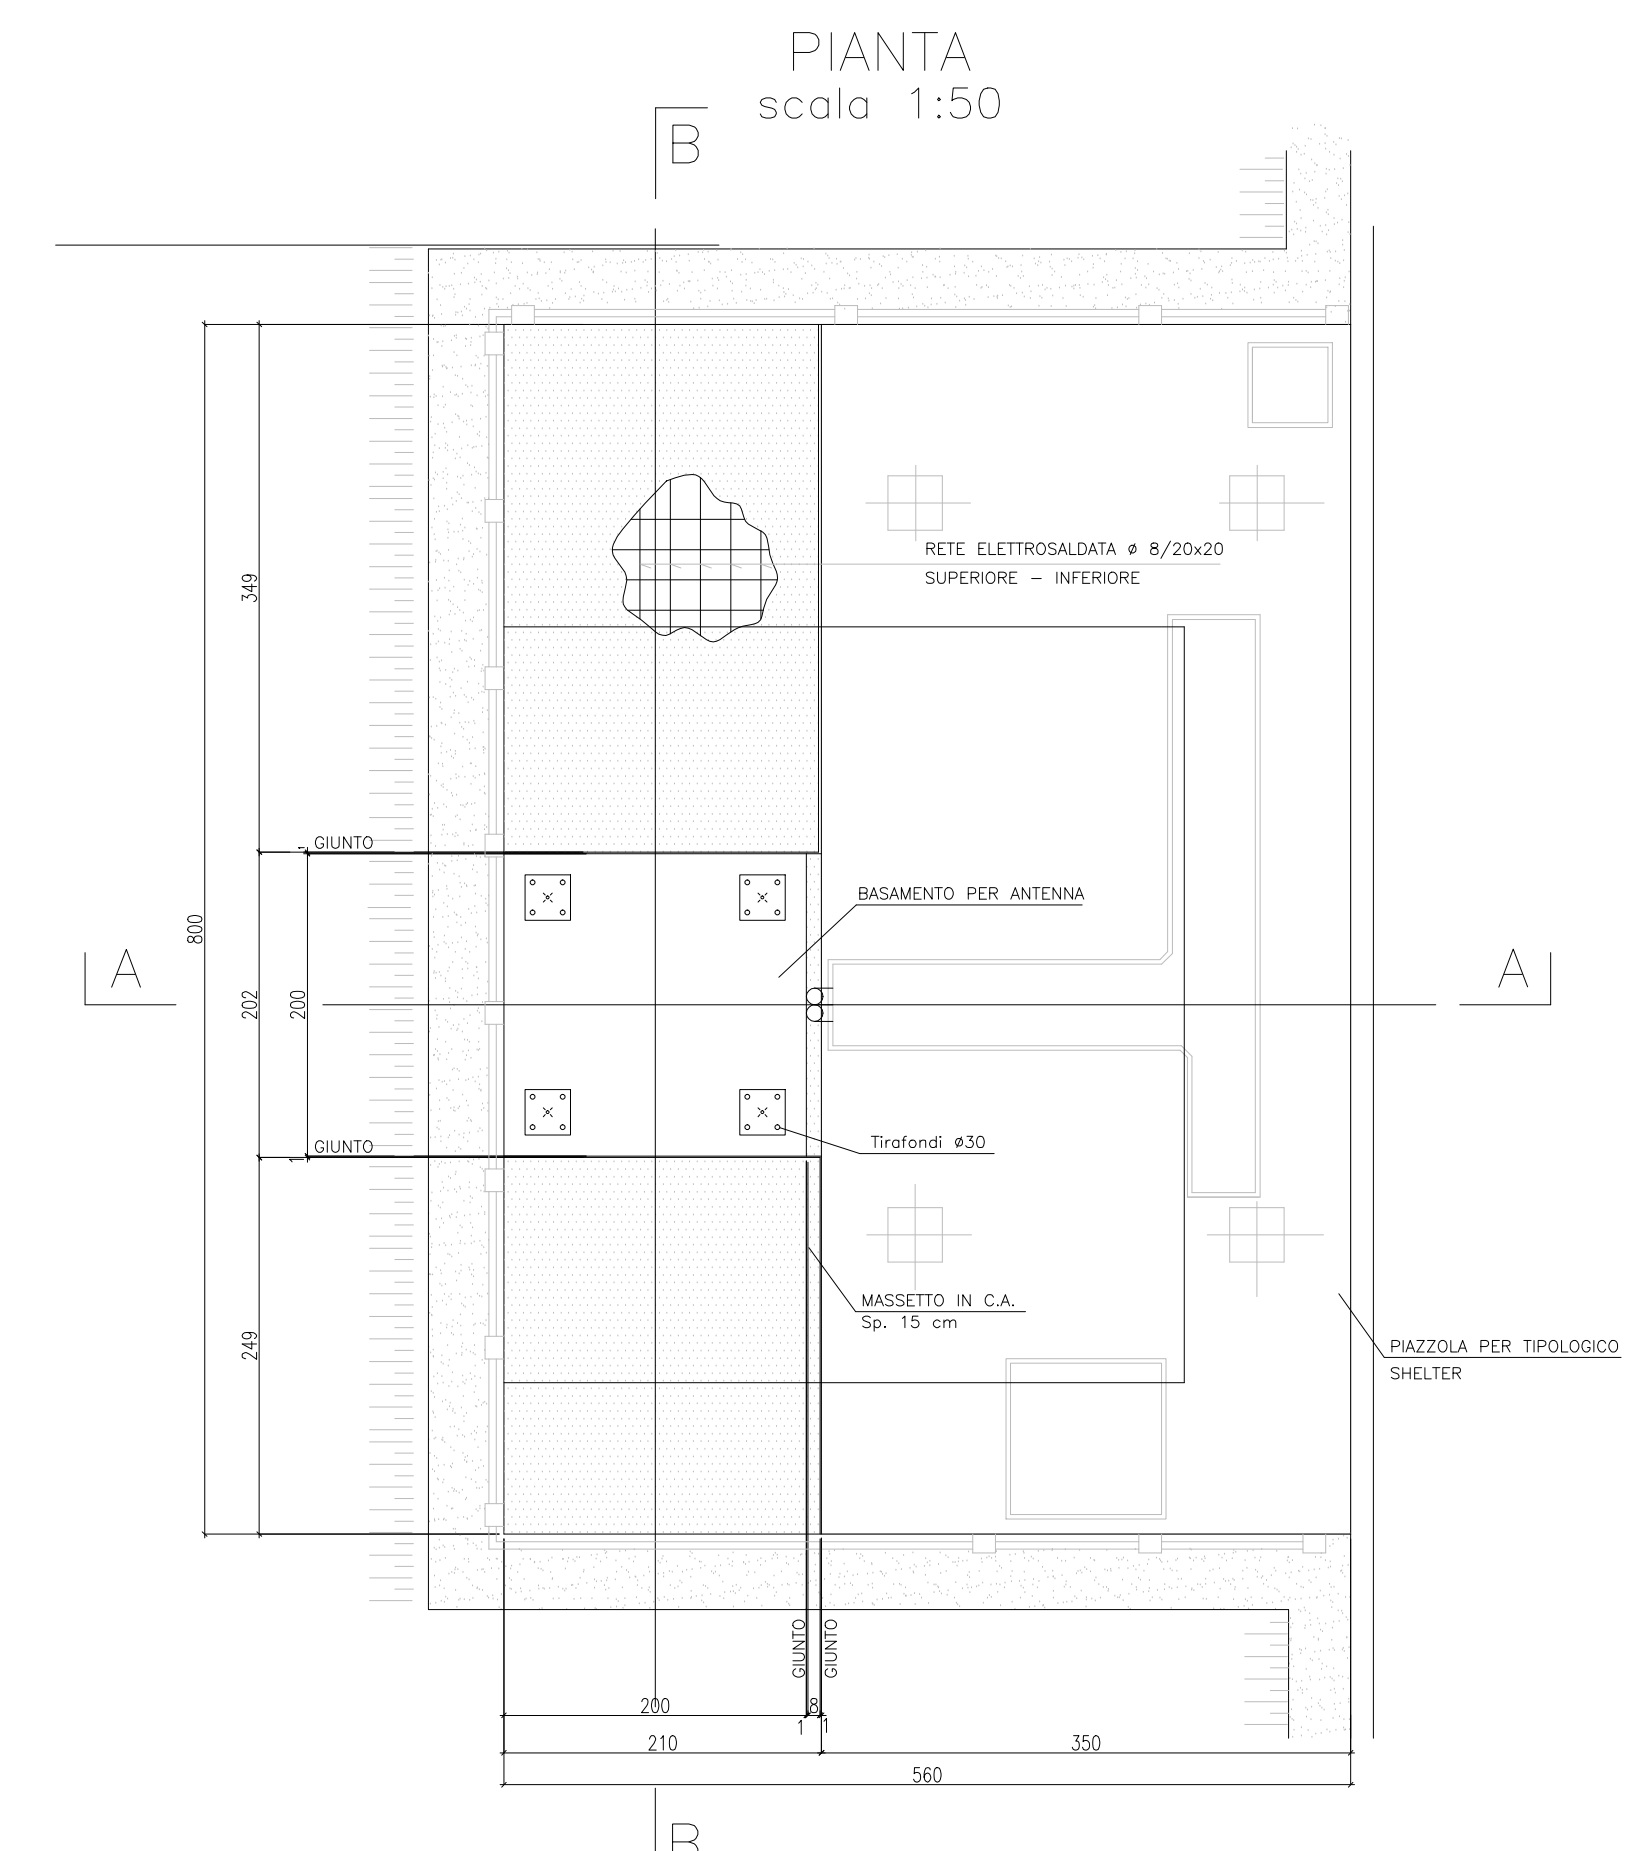 PIANTA
scala 1:50
B
RETE ELETTROSALDATA ø 8/20x20
SUPERIORE - INFERIORE
349
GIUNTO
1
BASAMENTO PER ANTENNA
800
A
A
202
200
Tirafondi ø30
GIUNTO
1
MASSETTO IN C.A.
Sp. 15 cm
249
PIAZZOLA PER TIPOLOGICO
SHELTER
GIUNTO
GIUNTO
200
8
1
1
210
350
560
B